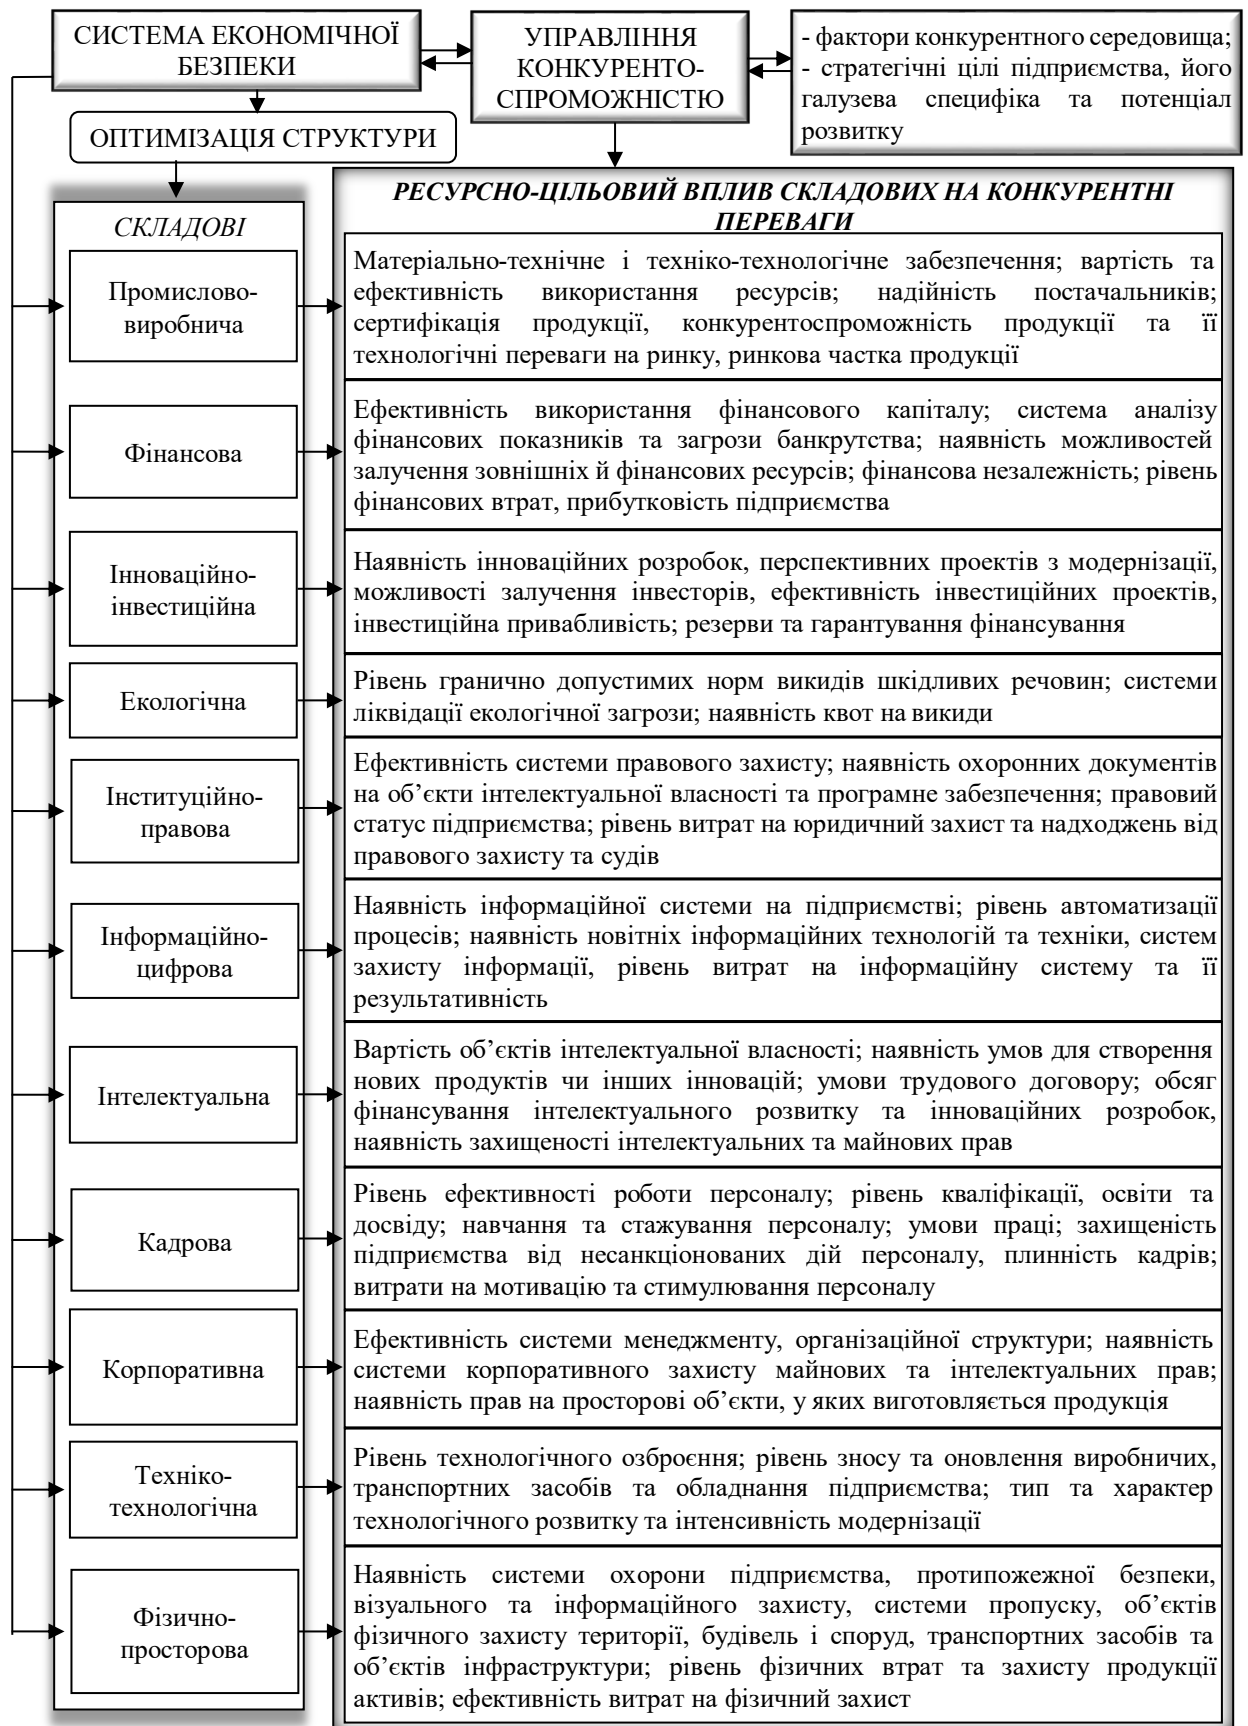 СИСТЕМА ЕКОНОМІЧНОЇ
БЕЗПЕКИ
УПРАВЛІННЯ
КОНКУРЕНТО-
СПРОМОЖНІСТЮ
- фактори конкурентного середовища;
- стратегічні цілі підприємства, його
галузева специфіка та потенціал
розвитку
ОПТИМІЗАЦІЯ СТРУКТУРИ
СКЛАДОВІ
РЕСУРСНО-ЦІЛЬОВИЙ ВПЛИВ СКЛАДОВИХ НА КОНКУРЕНТНІ
ПЕРЕВАГИ
Промислово-
виробнича
Матеріально-технічне і техніко-технологічне забезпечення; вартість та
ефективність використання ресурсів; надійність постачальників;
сертифікація продукції, конкурентоспроможність продукції та її
технологічні переваги на ринку, ринкова частка продукції
Фінансова
Ефективність використання фінансового капіталу; система аналізу
фінансових показників та загрози банкрутства; наявність можливостей
залучення зовнішніх й фінансових ресурсів; фінансова незалежність; рівень
фінансових втрат, прибутковість підприємства
Інноваційно-
інвестиційна
Наявність інноваційних розробок, перспективних проектів з модернізації,
можливості залучення інвесторів, ефективність інвестиційних проектів,
інвестиційна привабливість; резерви та гарантування фінансування
Екологічна
Рівень гранично допустимих норм викидів шкідливих речовин; системи
ліквідації екологічної загрози; наявність квот на викиди
Інституційно-
правова
Ефективність системи правового захисту; наявність охоронних документів
на об’єкти інтелектуальної власності та програмне забезпечення; правовий
статус підприємства; рівень витрат на юридичний захист та надходжень від
правового захисту та судів
Інформаційно-
цифрова
Наявність інформаційної системи на підприємстві; рівень автоматизації
процесів; наявність новітніх інформаційних технологій та техніки, систем
захисту інформації, рівень витрат на інформаційну систему та її
результативність
Інтелектуальна
Вартість об’єктів інтелектуальної власності; наявність умов для створення
нових продуктів чи інших інновацій; умови трудового договору; обсяг
фінансування інтелектуального розвитку та інноваційних розробок,
наявність захищеності інтелектуальних та майнових прав
Кадрова
Рівень ефективності роботи персоналу; рівень кваліфікації, освіти та
досвіду; навчання та стажування персоналу; умови праці; захищеність
підприємства від несанкціонованих дій персоналу, плинність кадрів;
витрати на мотивацію та стимулювання персоналу
Корпоративна
Ефективність системи менеджменту, організаційної структури; наявність
системи корпоративного захисту майнових та інтелектуальних прав;
наявність прав на просторові об’єкти, у яких виготовляється продукція
Техніко-
технологічна
Рівень технологічного озброєння; рівень зносу та оновлення виробничих,
транспортних засобів та обладнання підприємства; тип та характер
технологічного розвитку та інтенсивність модернізації
Фізично-
просторова
Наявність системи охорони підприємства, протипожежної безпеки,
візуального та інформаційного захисту, системи пропуску, об’єктів
фізичного захисту території, будівель і споруд, транспортних засобів та
об’єктів інфраструктури; рівень фізичних втрат та захисту продукції
активів; ефективність витрат на фізичний захист